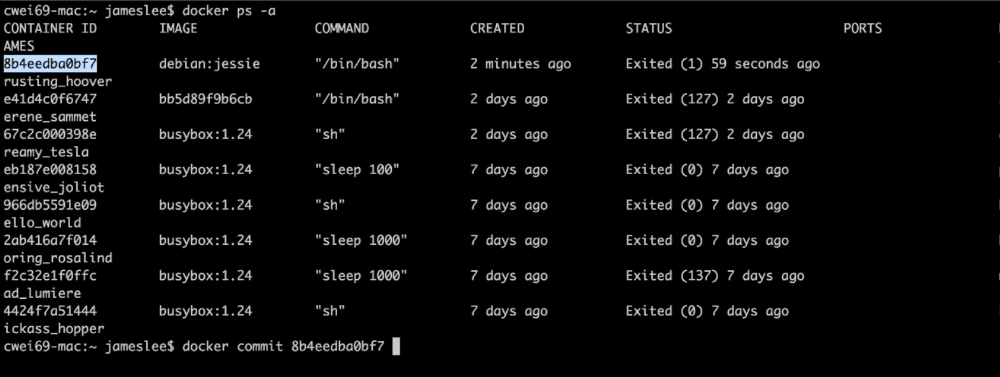 cwei69-mac:~ jameslee$ docker ps -a
CONTAINER ID IMAGE COMMAND CREATED STATUS PORTS
AMES
8b4eedba0bf7 debian:jessie "/bin/bash" 2 minutes ago Exited (1) 59 seconds ago
rusting_hoover
e41d4c0f6747 bb5d89f9b6cb "/bin/bash" 2 days ago Exited (127) 2 days ago
erene_sammet
67c2c000398e busybox:1.24 "sh" 2 days ago Exited (127) 2 days ago
reamy_tesla
eb187e008158 busybox:1.24 "sleep 100" 7 days ago Exited (0) 7 days ago
ensive_joliot
966db5591e09 busybox:1.24 "sh" 7 days ago Exited (0) 7 days ago
ello_world
2ab416a7f014 busybox:1.24 "sleep 1000" 7 days ago Exited (0) 7 days ago
oring_rosalind
f2c32e1f0ffc busybox:1.24 "sleep 1000" 7 days ago Exited (137) 7 days ago
ad_lumiere
4424f7a51444 busybox:1.24 "sh" 7 days ago Exited (0) 7 days ago
ickass_hopper
cwei69-mac:~ jameslee$ docker commit 8b4eedba0bf7